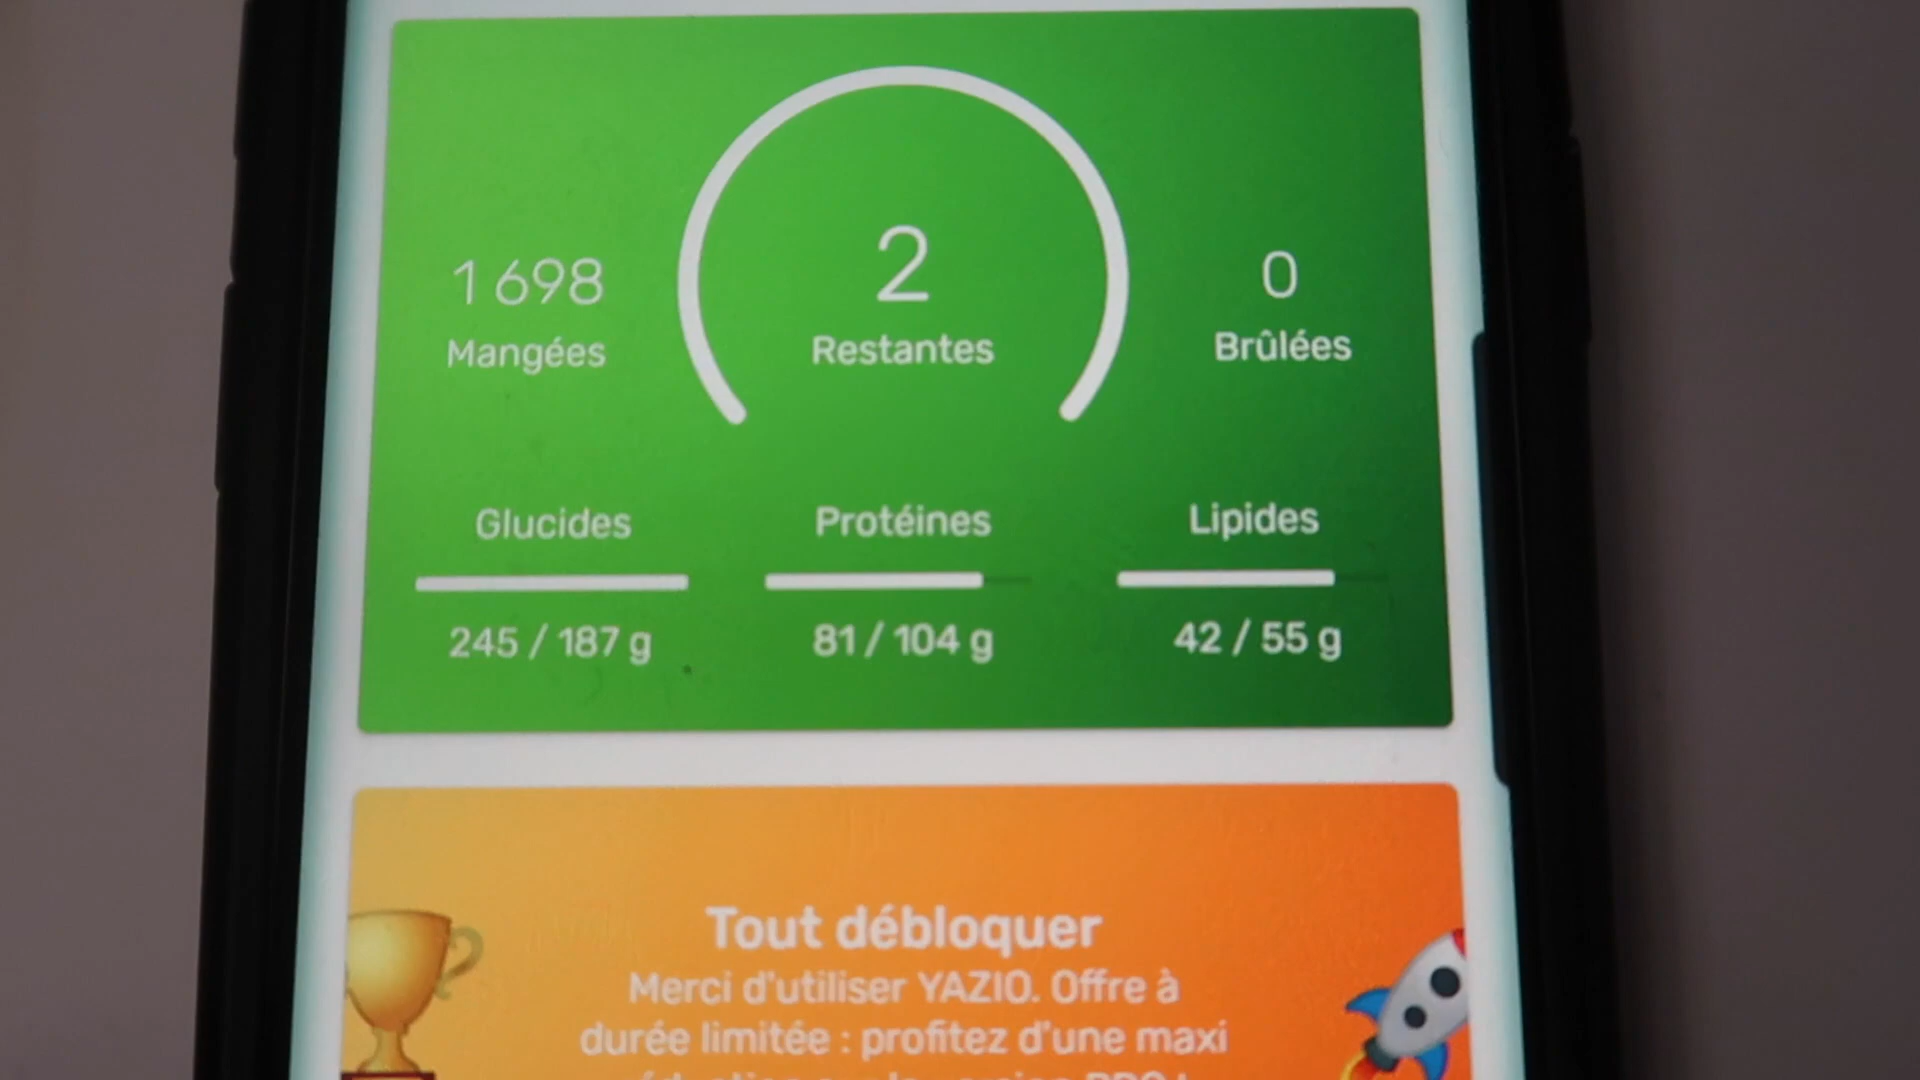 1 698
Mangées
2
Restantes
0
Brûlées
Glucides
245 / 187 g
Protéines
81 / 104 g
Lipides
42 / 55 g
Tout débloquer
Merci d'utiliser YAZIO. Offre à
durée limitée : profitez d'une maxi